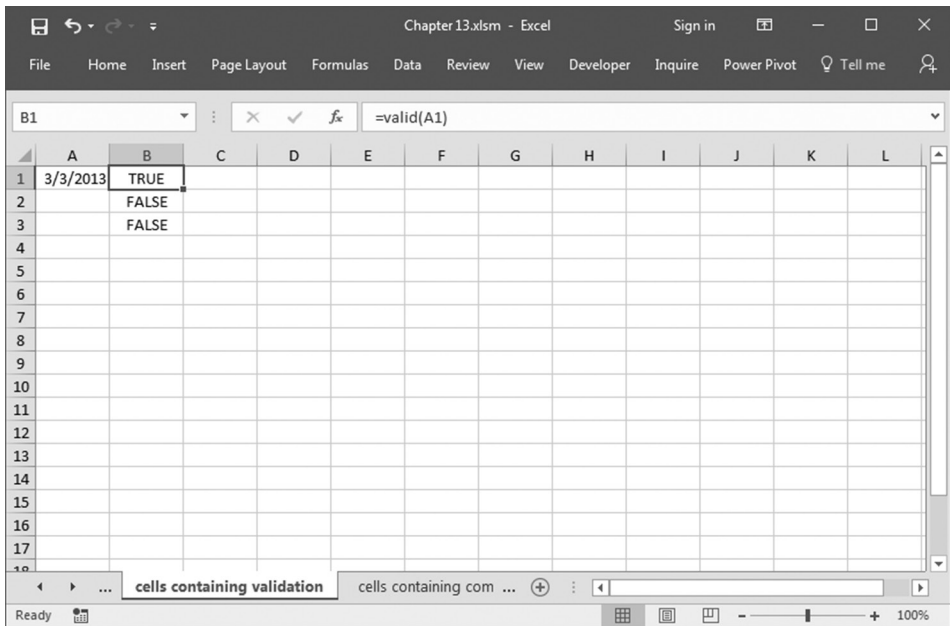 Chapter 13.xlsm - Excel Sign in
File Home Insert Page Layout Formulas Data Review View Developer Inquire Power Pivot Tell me
B1 fx =valid(A1)
A B C D E F G H I J K L
1 3/3/2013 TRUE
2 FALSE
3 FALSE
4
5
6
7
8
9
10
11
12
13
14
15
16
17
18
... cells containing validation cells containing com ...
Ready 100%